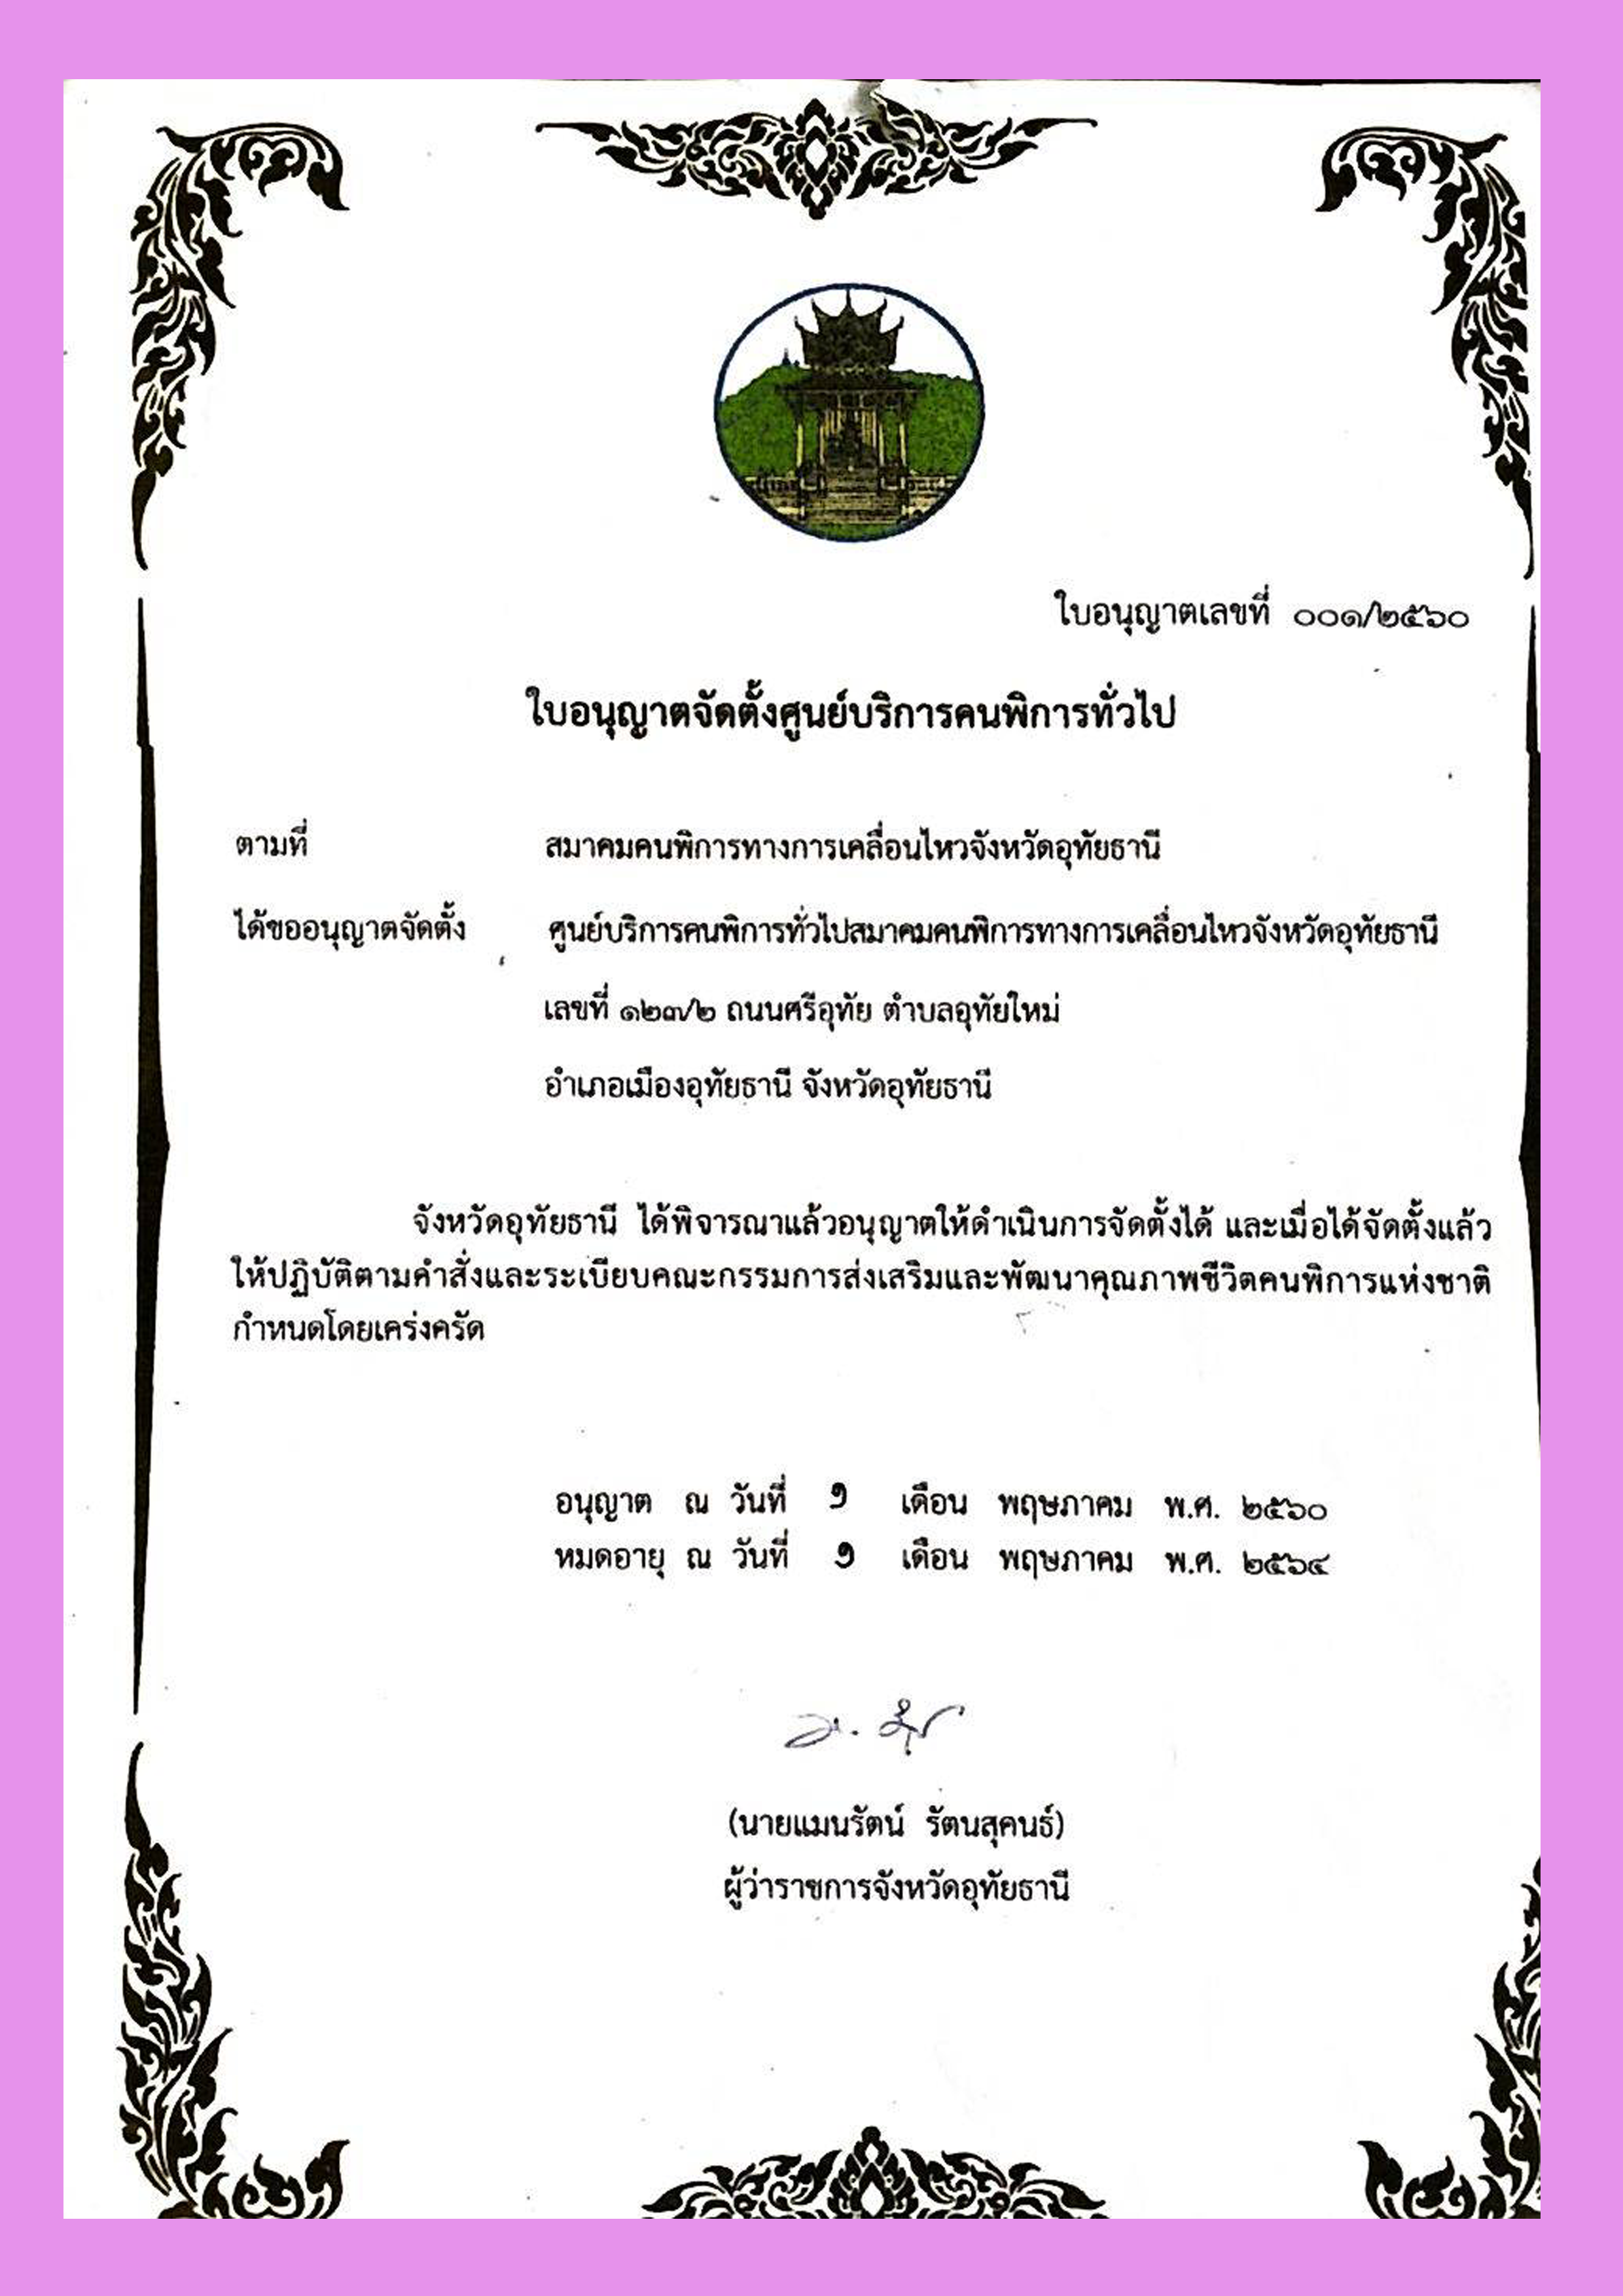 ใบอนุญาตเลขที่ ๐๐๑/๒๕๖๐
ใบอนุญาตจัดตั้งศูนย์บริการคนพิการทั่วไป
ตามที่ สมาคมคนพิการทางการเคลื่อนไหวจังหวัดอุทัยธานี
ได้ขออนุญาตจัดตั้ง ศูนย์บริการคนพิการทั่วไปสมาคมคนพิการทางการเคลื่อนไหวจังหวัดอุทัยธานี
เลขที่ ๑๒๓/๒ ถนนศรีอุทัย ตำบลอุทัยใหม่
อำเภอเมืองอุทัยธานี จังหวัดอุทัยธานี
จังหวัดอุทัยธานี ได้พิจารณาแล้วอนุญาตให้ดำเนินการจัดตั้งได้ และเมื่อได้จัดตั้งแล้ว
ให้ปฏิบัติตามคำสั่งและระเบียบคณะกรรมการส่งเสริมและพัฒนาคุณภาพชีวิตคนพิการแห่งชาติ
กำหนดโดยเคร่งครัด
อนุญาต ณ วันที่ ๑ เดือน พฤษภาคม พ.ศ. ๒๕๖๐
หมดอายุ ณ วันที่ ๑ เดือน พฤษภาคม พ.ศ. ๒๕๖๔
(นายแมนรัตน์ รัตนสุคนธ์)
ผู้ว่าราชการจังหวัดอุทัยธานี